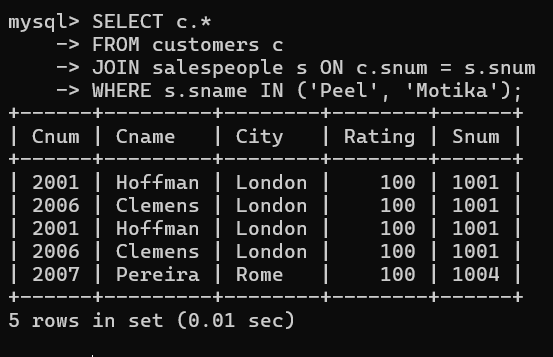 mysql> SELECT c.*
    -> FROM customers c
    -> JOIN salespeople s ON c.snum = s.snum
    -> WHERE s.sname IN ('Peel', 'Motika');
+------+----------+--------+--------+------+
| Cnum | Cname    | City   | Rating | Snum |
+------+----------+--------+--------+------+
| 2001 | Hoffman  | London |    100 | 1001 |
| 2006 | Clemens  | London |    100 | 1001 |
| 2001 | Hoffman  | London |    100 | 1001 |
| 2006 | Clemens  | London |    100 | 1001 |
| 2007 | Pereira  | Rome   |    100 | 1004 |
+------+----------+--------+--------+------+
5 rows in set (0.01 sec)